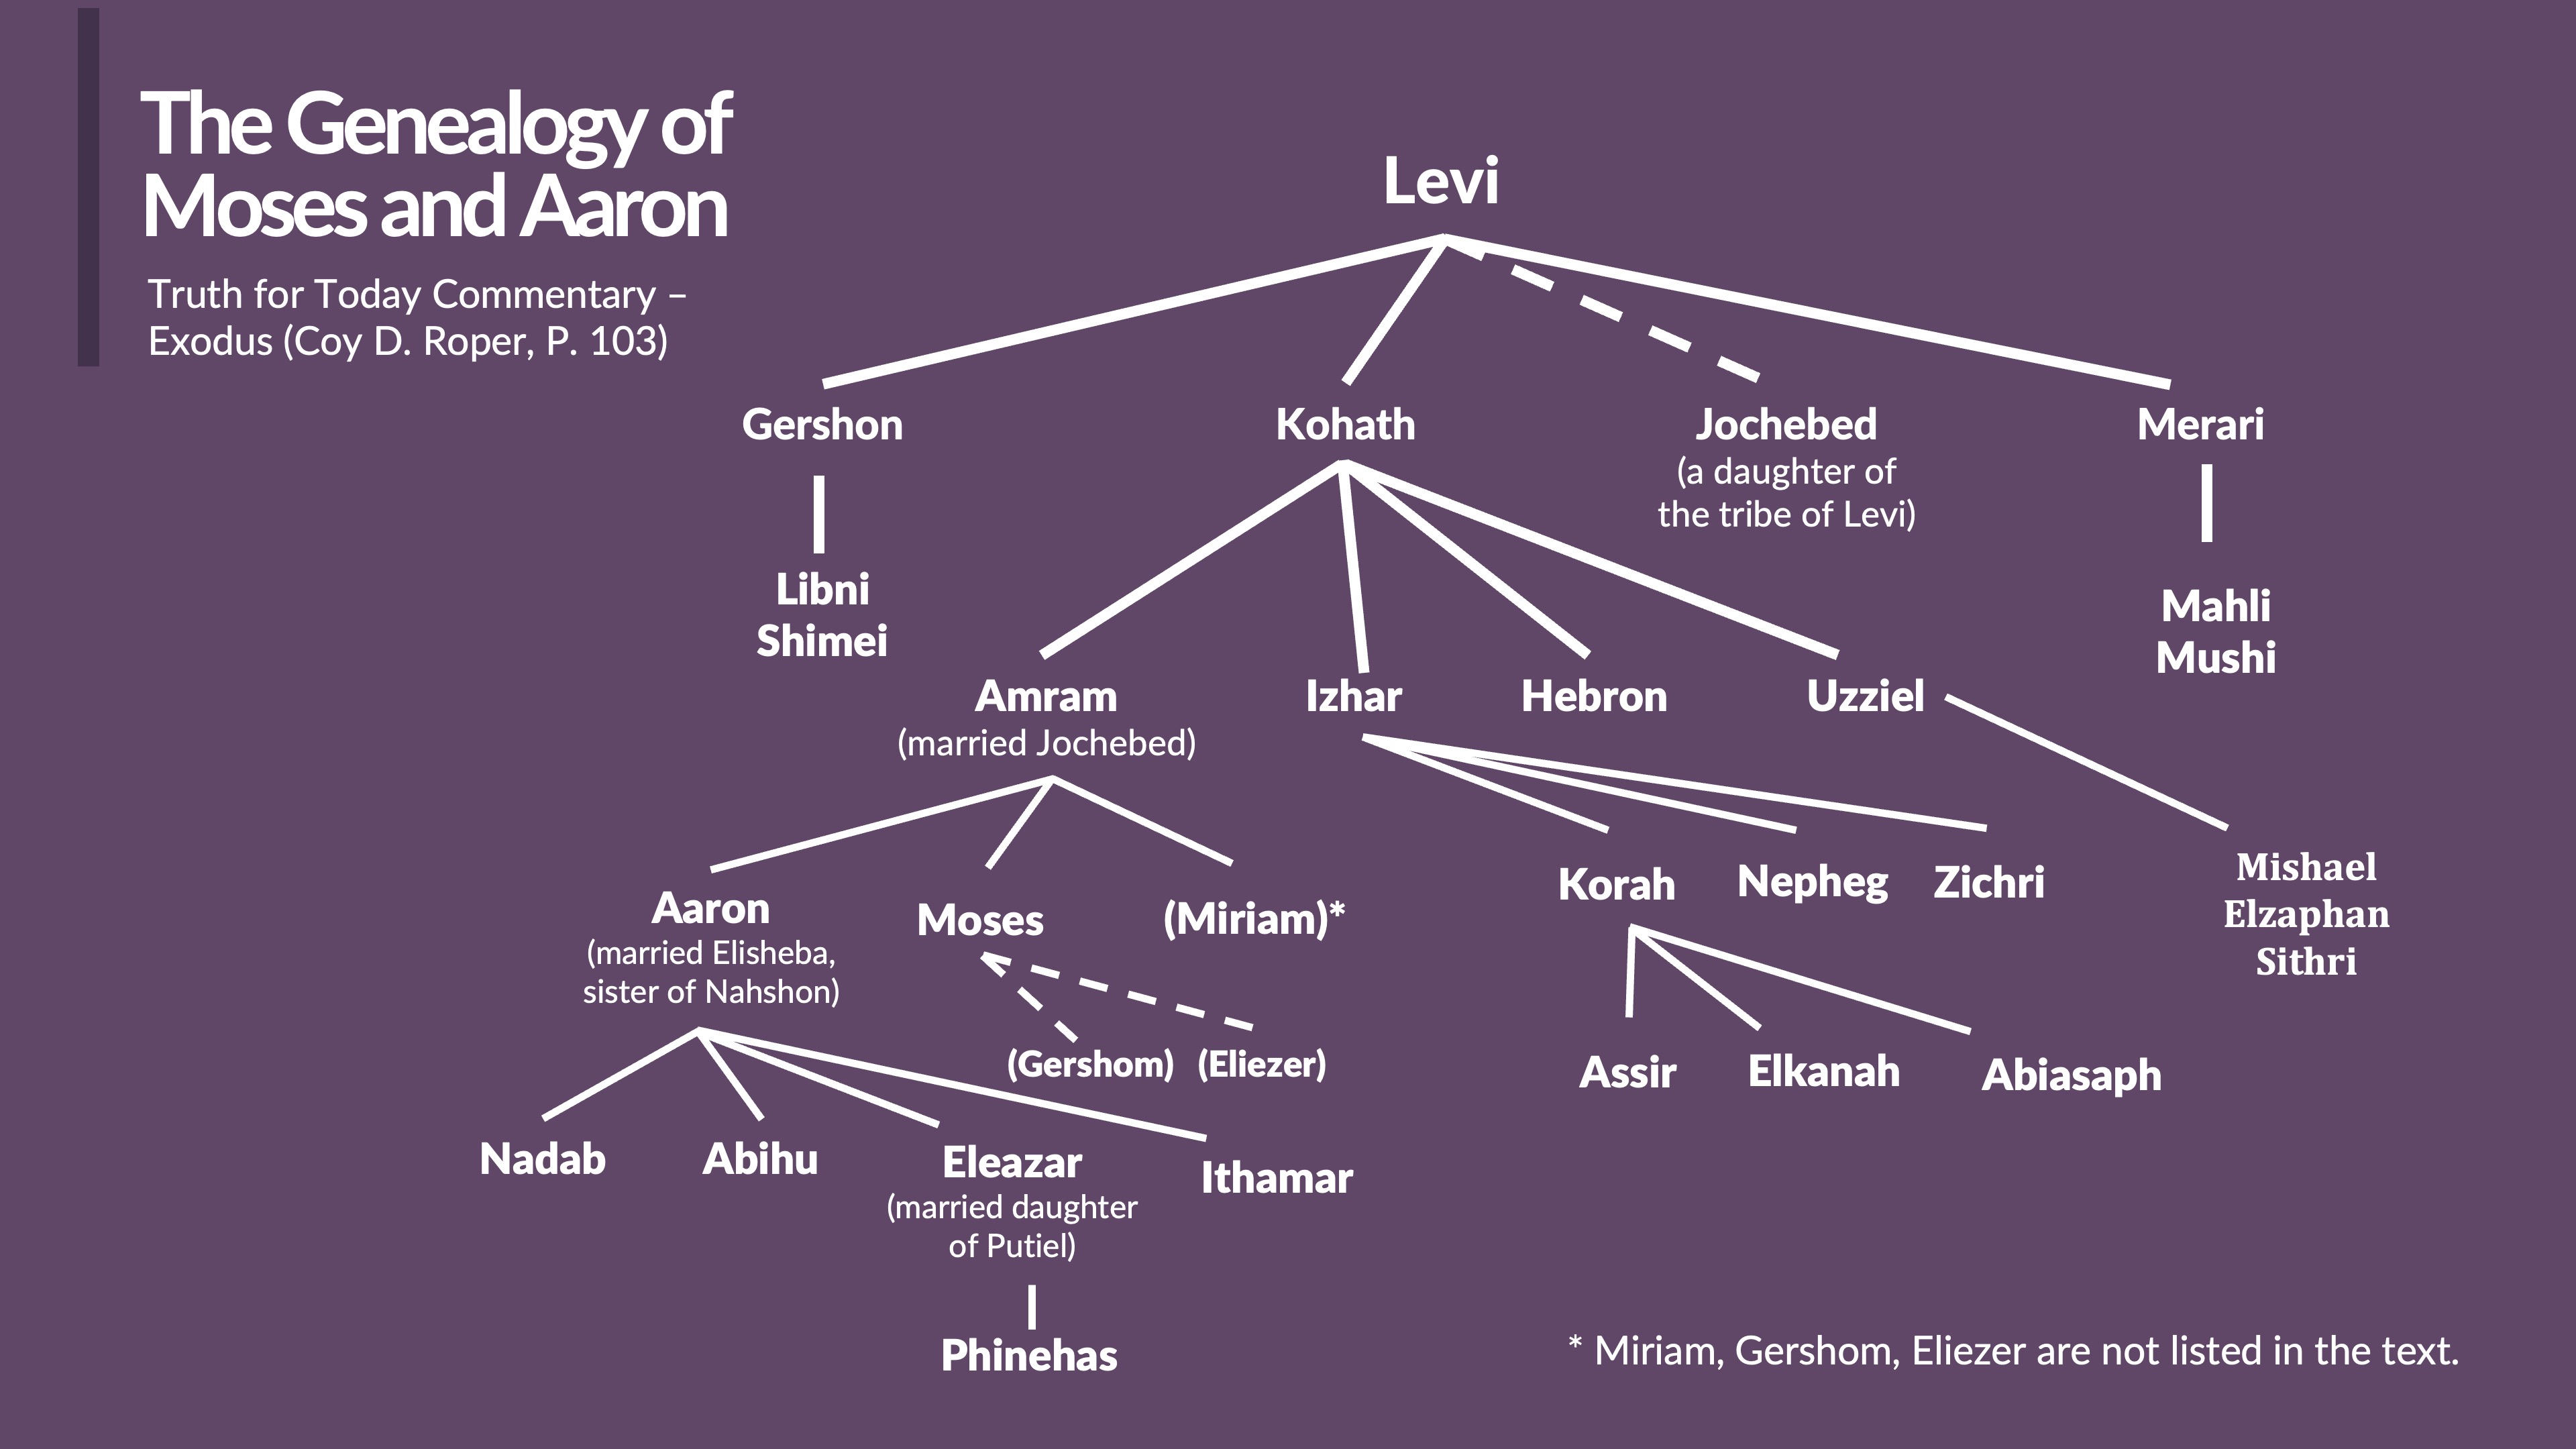 The Genealogy of
Moses and Aaron
Truth for Today Commentary –
Exodus (Coy D. Roper, P. 103)
Levi
Gershon
Kohath
Jochebed
(a daughter of
the tribe of Levi)
Merari
Libni
Shimei
Mahli
Mushi
Amram
(married Jochebed)
Izhar
Hebron
Uzziel
Aaron
(married Elisheba,
sister of Nahshon)
Moses
(Miriam)*
Korah
Nepheg
Zichri
Mishael
Elzaphan
Sithri
(Gershom)
(Eliezer)
Assir
Elkanah
Abiasaph
Nadab
Abihu
Eleazar
(married daughter
of Putiel)
Ithamar
Phinehas
* Miriam, Gershom, Eliezer are not listed in the text.